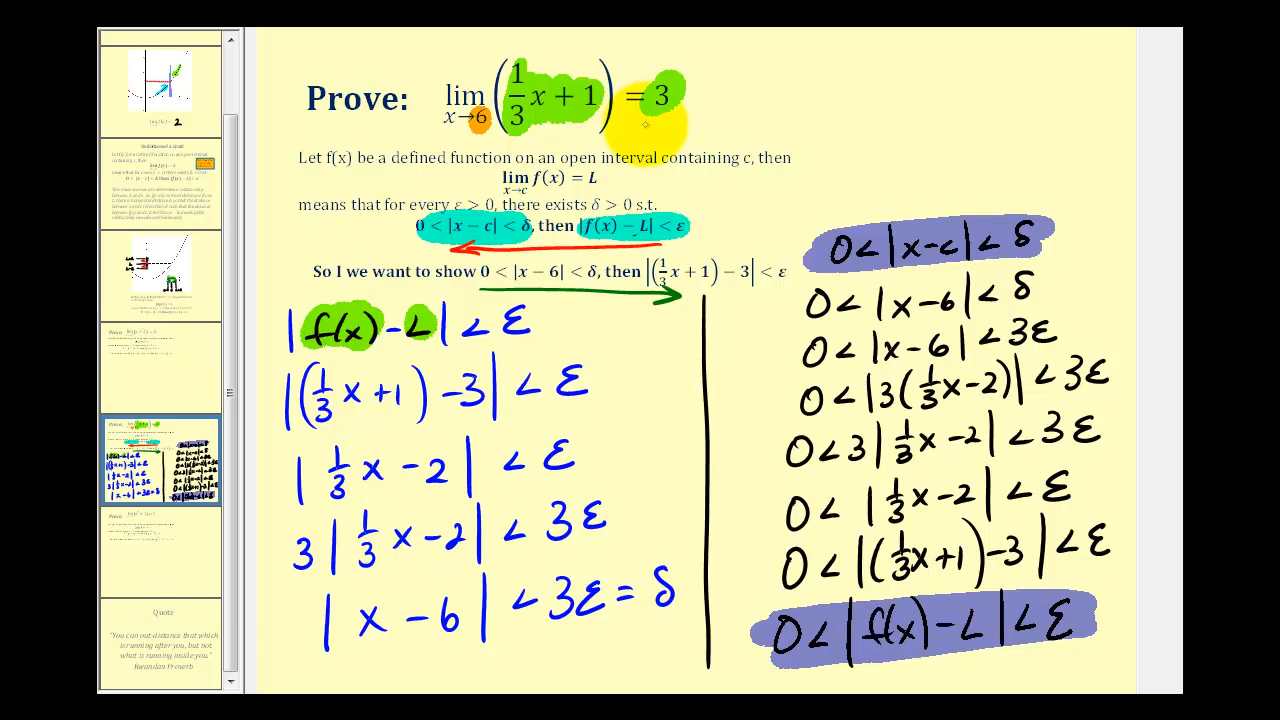 Prove: lim x→6 (1/3 x + 1) = 3
Let f(x) be a defined function on an open interval containing c, then
lim x→c f(x) = L
means that for every ε > 0, there exists δ > 0 s.t.
0 < |x − c| < δ, then |f(x) − L| < ε
So I we want to show 0 < |x − 6| < δ, then |(1/3 x + 1) − 3| < ε
|f(x) - L| < ε
|(1/3 x + 1) - 3| < ε
|1/3 x - 2| < ε
3|1/3 x - 2| < 3ε
|x - 6| < 3ε = δ
0 < |x-c| < δ
0 < |x-6| < δ
0 < |x-6| < 3ε
0 < |3(1/3 x - 2)| < 3ε
0 < 3|1/3 x - 2| < 3ε
0 < |1/3 x - 2| < ε
0 < |(1/3 x + 1) - 3| < ε
0 < |f(x) - L| < ε
Quote
"You can out distance that which
is running after you, but not
what is running inside you."
Rwandan Proverb